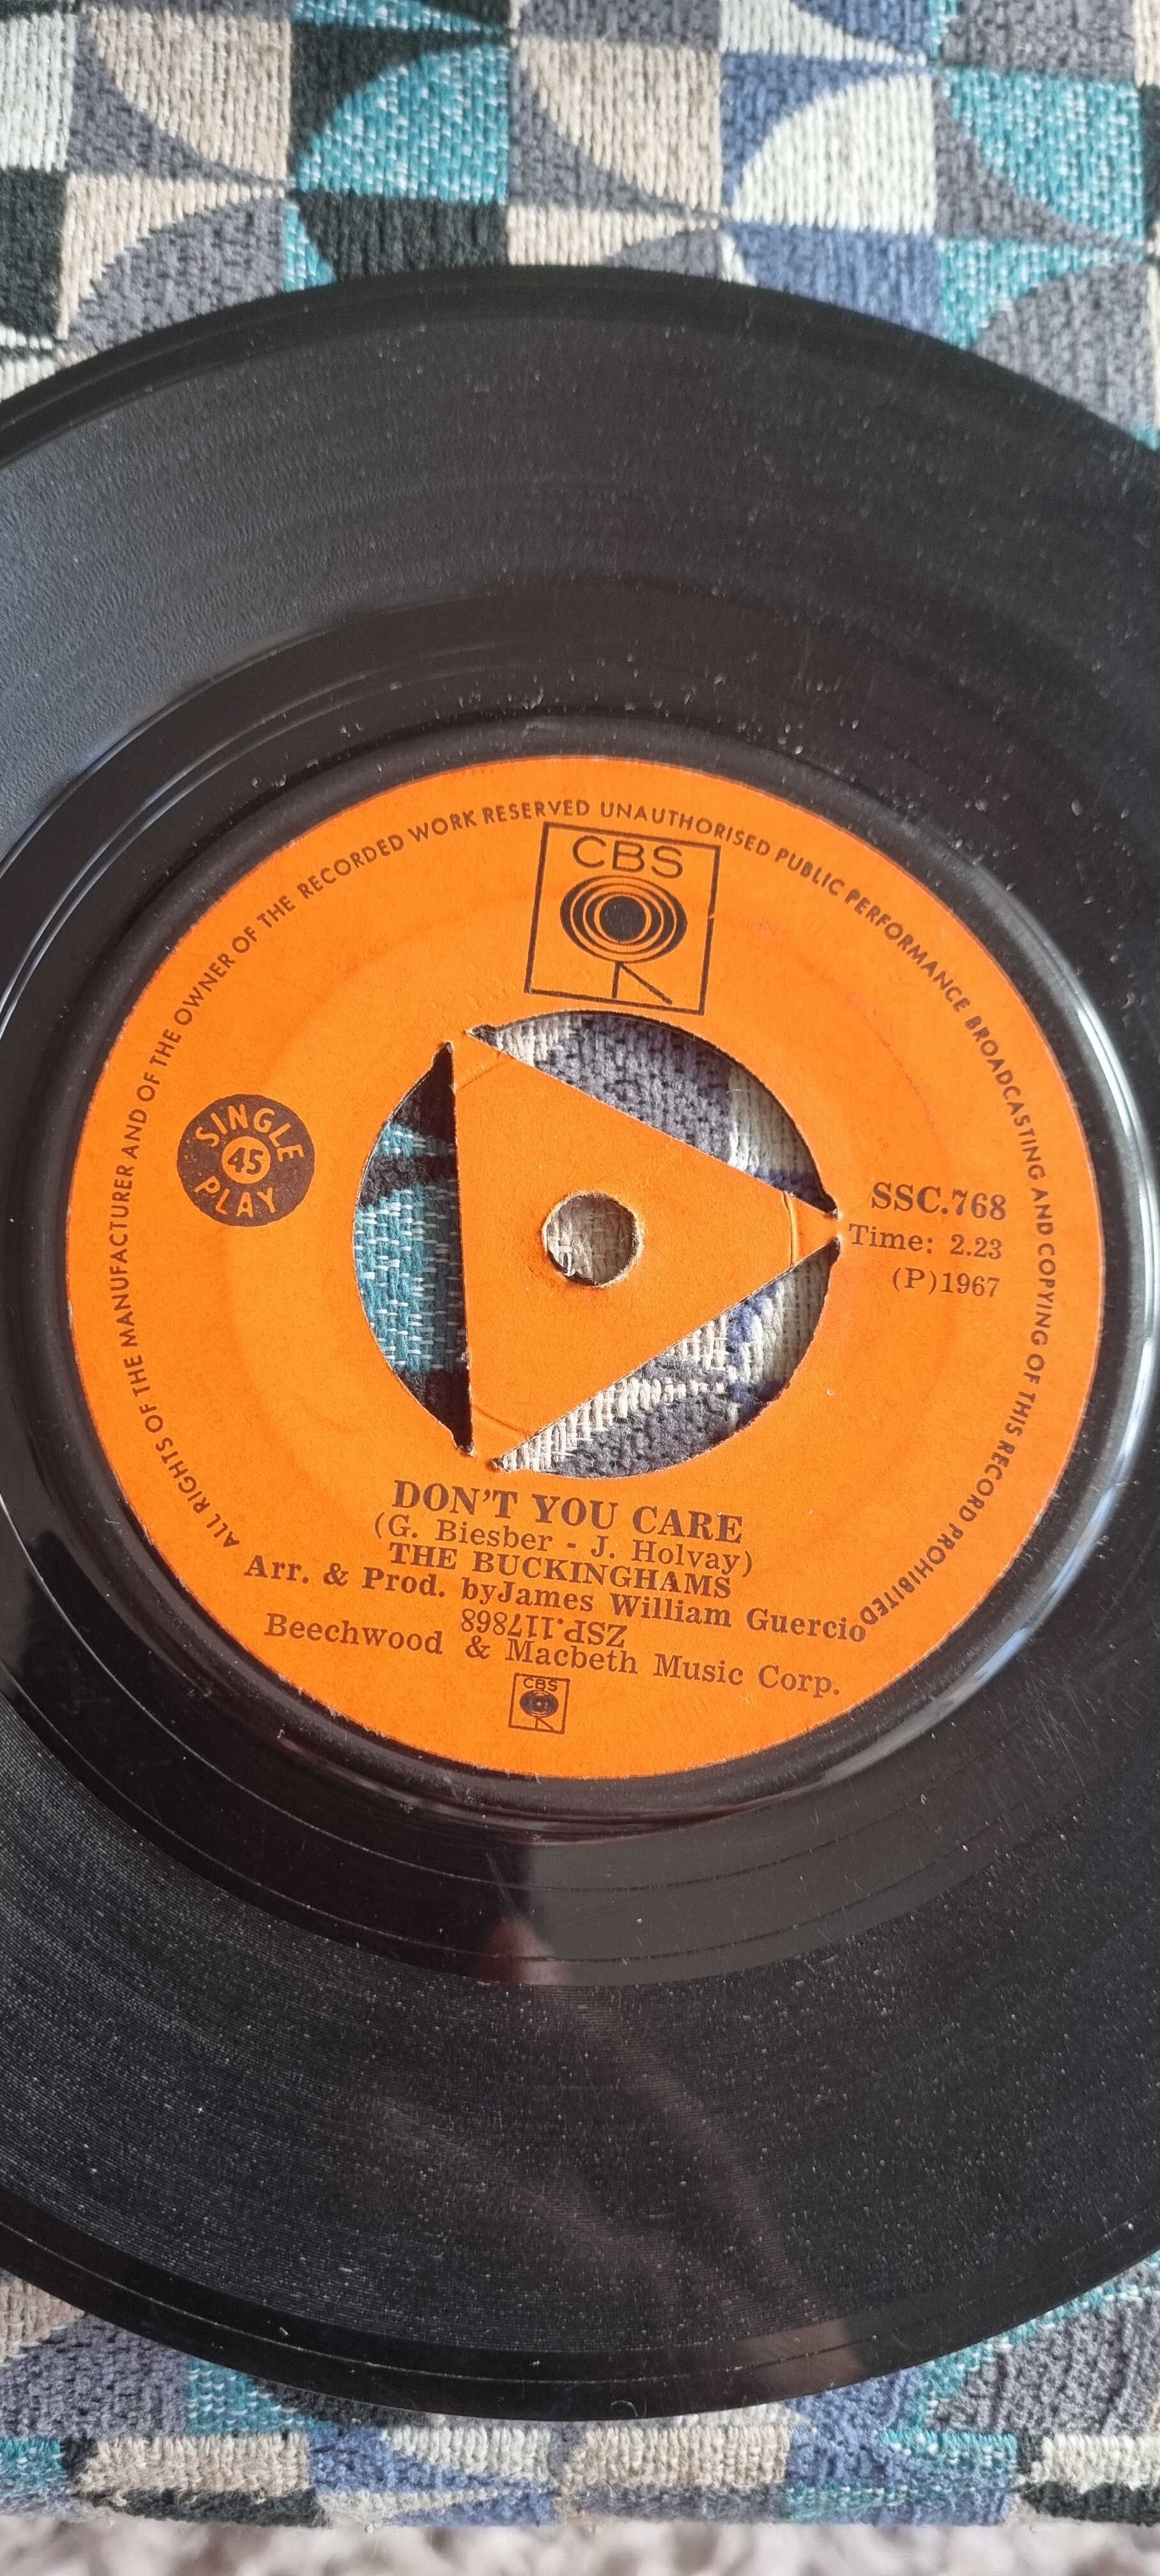 ALL RIGHTS OF THE MANUFACTURER AND OF THE OWNER OF THE RECORDED WORK RESERVED UNAUTHORISED PUBLIC PERFORMANCE BROADCASTING AND COPYING OF THIS RECORD PROHIBITED
CBS
SINGLE
45
PLAY
SSC.768
Time: 2.23
(P)1967
DON'T YOU CARE
(G. Biesber - J. Holvay)
THE BUCKINGHAMS
Arr. & Prod. byJames William Guercio
ZSP.117868
Beechwood & Macbeth Music Corp.
CBS